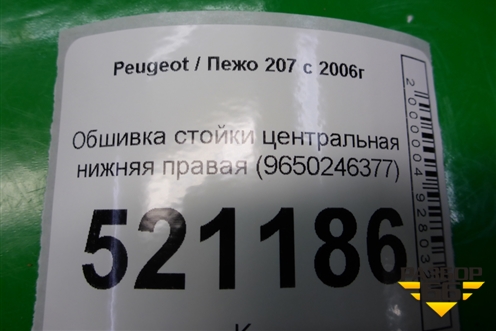 Peugeot / Пежо 207 с 2006г
Обшивка стойки центральная
нижняя правая (9650246377)
521186